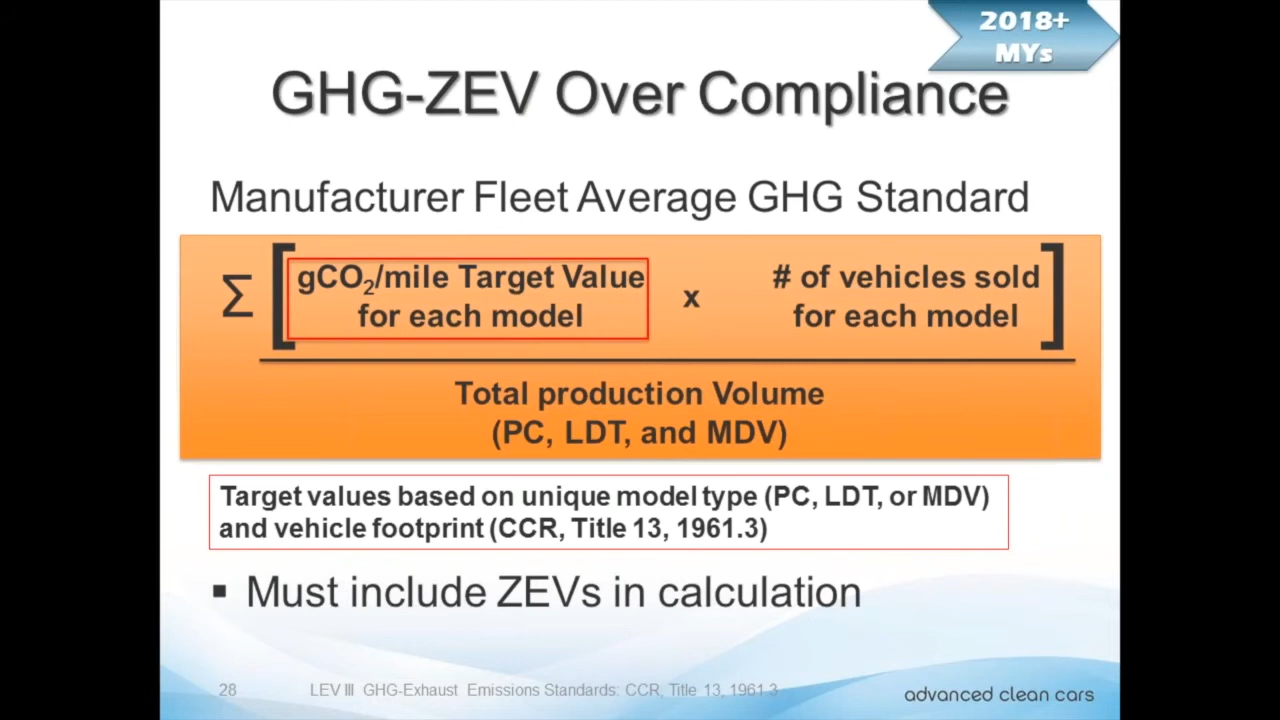 2018+
MYs
GHG-ZEV Over Compliance
Manufacturer Fleet Average GHG Standard
Σ [ gCO₂/mile Target Value x # of vehicles sold ]
for each model for each model
Total production Volume
(PC, LDT, and MDV)
Target values based on unique model type (PC, LDT, or MDV)
and vehicle footprint (CCR, Title 13, 1961.3)
▪ Must include ZEVs in calculation
28 LEV III GHG-Exhaust Emissions Standards: CCR, Title 13, 1961.3
advanced clean cars